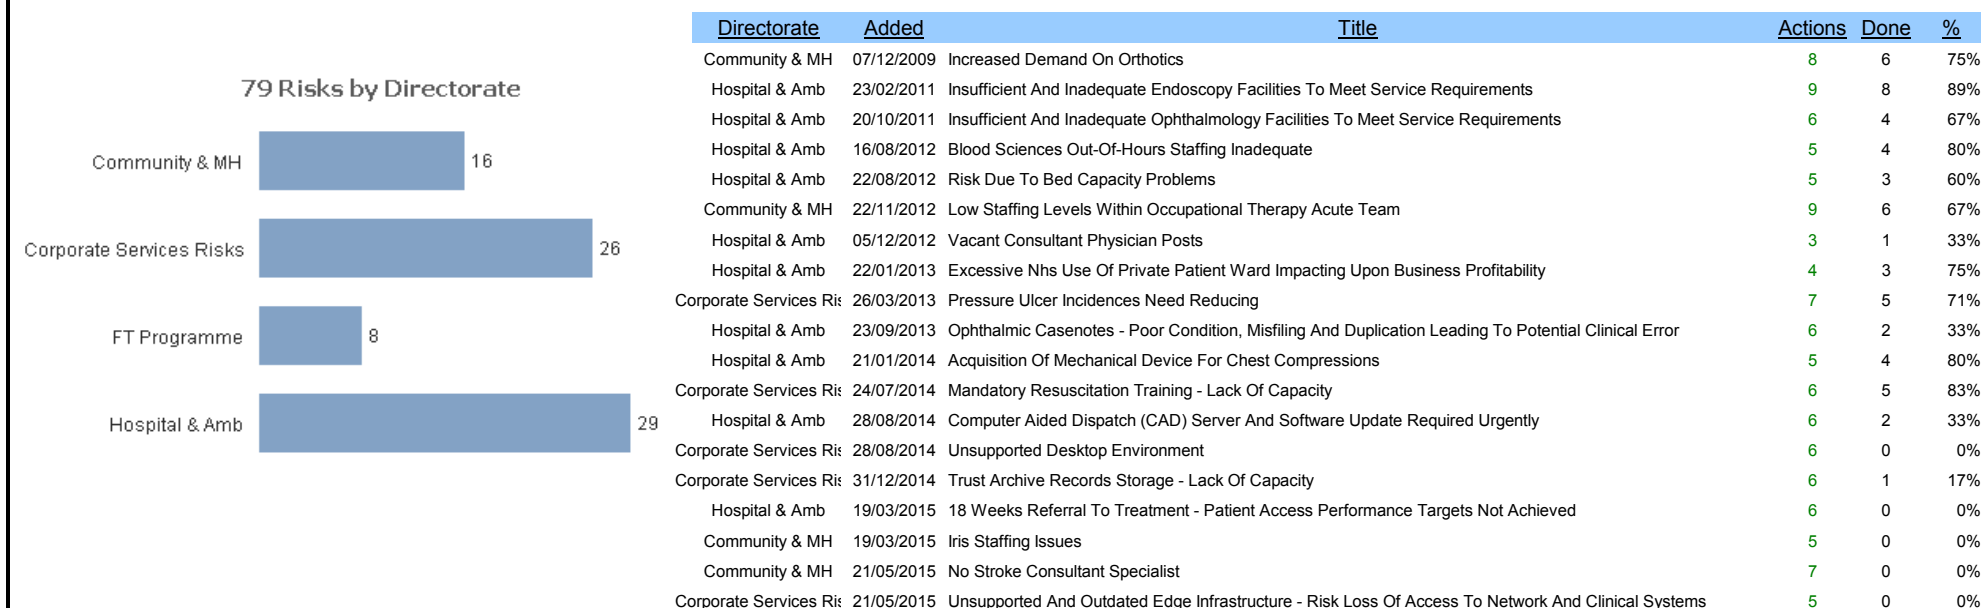 79 Risks by Directorate
Community & MH 16
Corporate Services Risks 26
FT Programme 8
Hospital & Amb 29
Directorate Added Title Actions Done %
Community & MH 07/12/2009 Increased Demand On Orthotics 8 6 75%
Hospital & Amb 23/02/2011 Insufficient And Inadequate Endoscopy Facilities To Meet Service Requirements 9 8 89%
Hospital & Amb 20/10/2011 Insufficient And Inadequate Ophthalmology Facilities To Meet Service Requirements 6 4 67%
Hospital & Amb 16/08/2012 Blood Sciences Out-Of-Hours Staffing Inadequate 5 4 80%
Hospital & Amb 22/08/2012 Risk Due To Bed Capacity Problems 5 3 60%
Community & MH 22/11/2012 Low Staffing Levels Within Occupational Therapy Acute Team 9 6 67%
Hospital & Amb 05/12/2012 Vacant Consultant Physician Posts 3 1 33%
Hospital & Amb 22/01/2013 Excessive Nhs Use Of Private Patient Ward Impacting Upon Business Profitability 4 3 75%
Corporate Services Ris 26/03/2013 Pressure Ulcer Incidences Need Reducing 7 5 71%
Hospital & Amb 23/09/2013 Ophthalmic Casenotes - Poor Condition, Misfiling And Duplication Leading To Potential Clinical Error 6 2 33%
Hospital & Amb 21/01/2014 Acquisition Of Mechanical Device For Chest Compressions 5 4 80%
Corporate Services Ris 24/07/2014 Mandatory Resuscitation Training - Lack Of Capacity 6 5 83%
Hospital & Amb 28/08/2014 Computer Aided Dispatch (CAD) Server And Software Update Required Urgently 6 2 33%
Corporate Services Ris 28/08/2014 Unsupported Desktop Environment 6 0 0%
Corporate Services Ris 31/12/2014 Trust Archive Records Storage - Lack Of Capacity 6 1 17%
Hospital & Amb 19/03/2015 18 Weeks Referral To Treatment - Patient Access Performance Targets Not Achieved 6 0 0%
Community & MH 19/03/2015 Iris Staffing Issues 5 0 0%
Community & MH 21/05/2015 No Stroke Consultant Specialist 7 0 0%
Corporate Services Ris 21/05/2015 Unsupported And Outdated Edge Infrastructure - Risk Loss Of Access To Network And Clinical Systems 5 0 0%